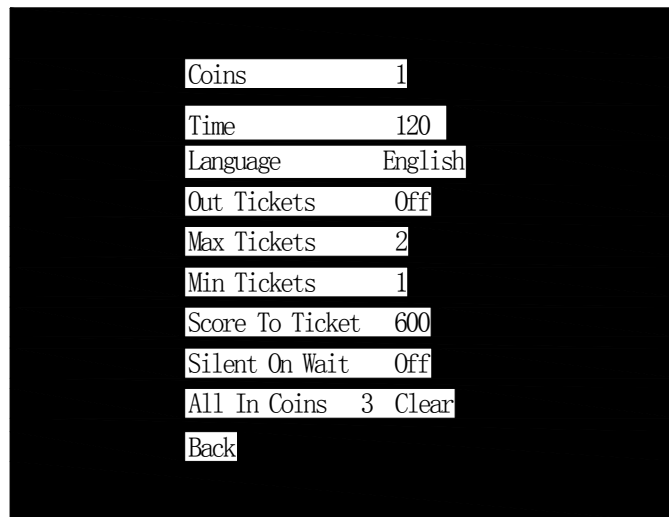 Coins 1
Time 120
Language English
Out Tickets Off
Max Tickets 2
Min Tickets 1
Score To Ticket 600
Silent On Wait Off
All In Coins 3 Clear
Back